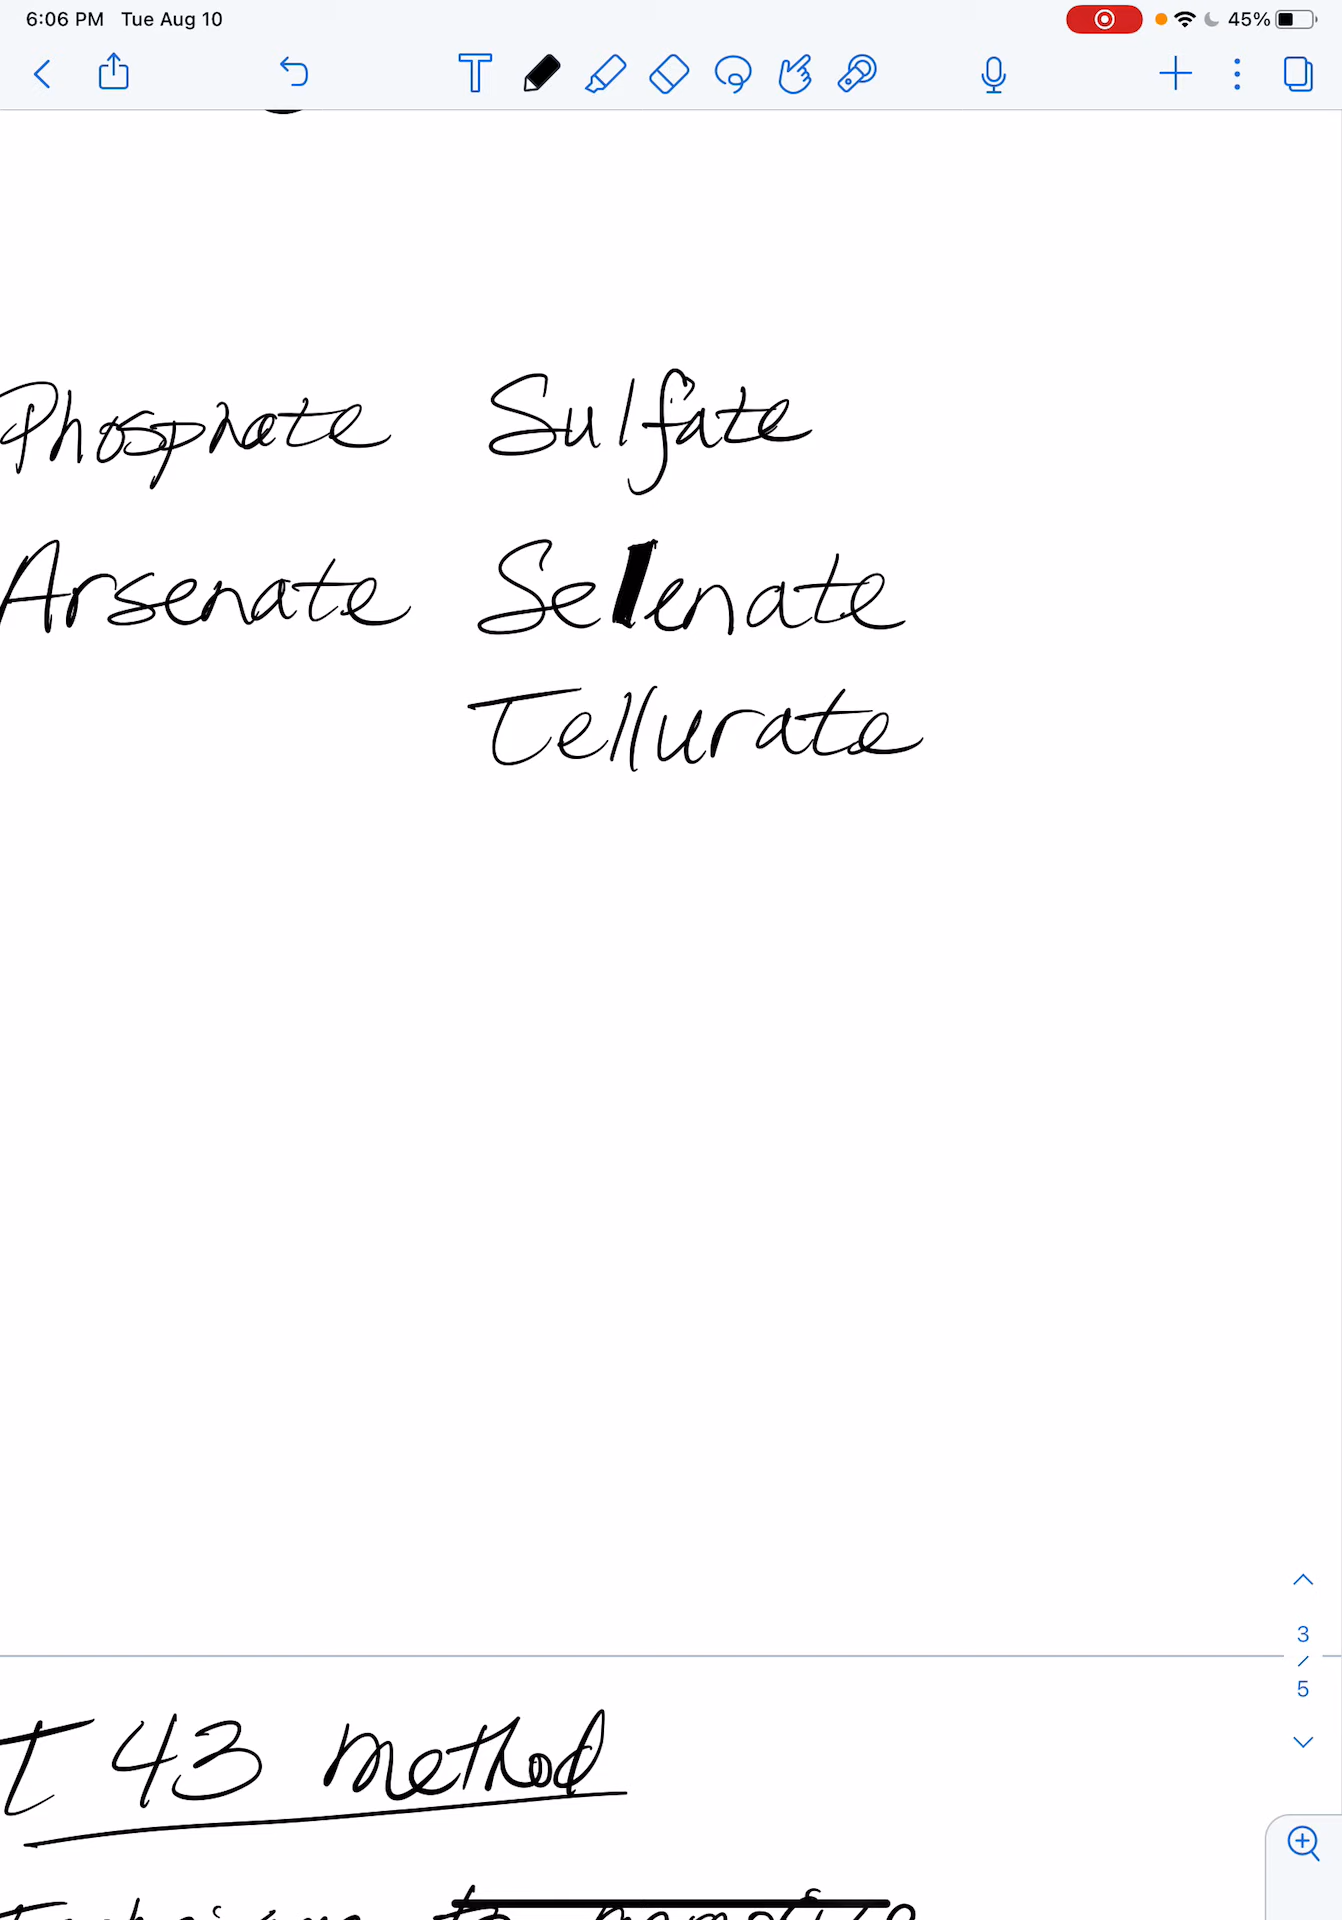 6:06 PM Tue Aug 10 45%
T
Phosphate Sulfate
Arsenate Selenate
Tellurate
3
/
5
T 43 method